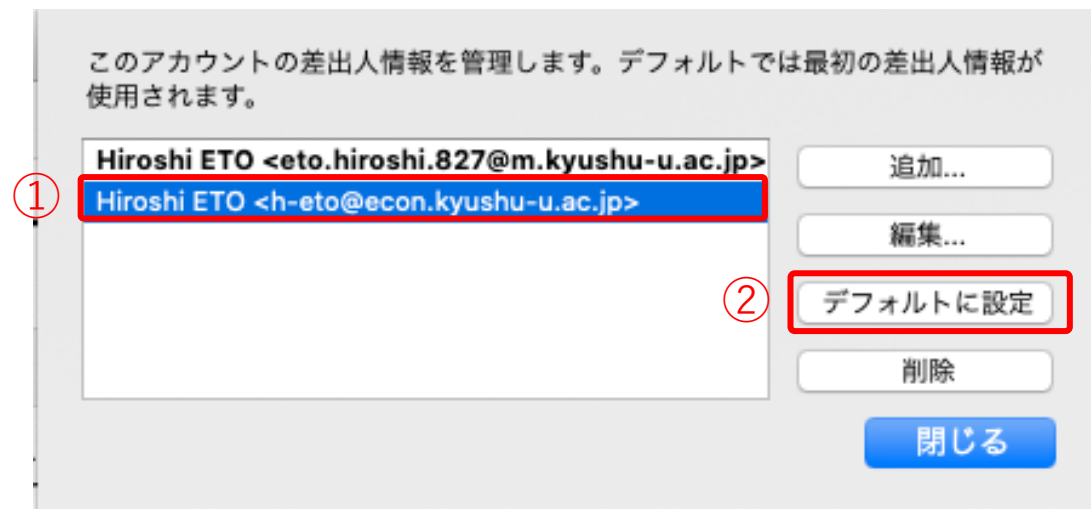 このアカウントの差出人情報を管理します。デフォルトでは最初の差出人情報が
使用されます。
Hiroshi ETO <eto.hiroshi.827@m.kyushu-u.ac.jp>
追加...
① Hiroshi ETO <h-eto@econ.kyushu-u.ac.jp>
編集...
② デフォルトに設定
削除
閉じる